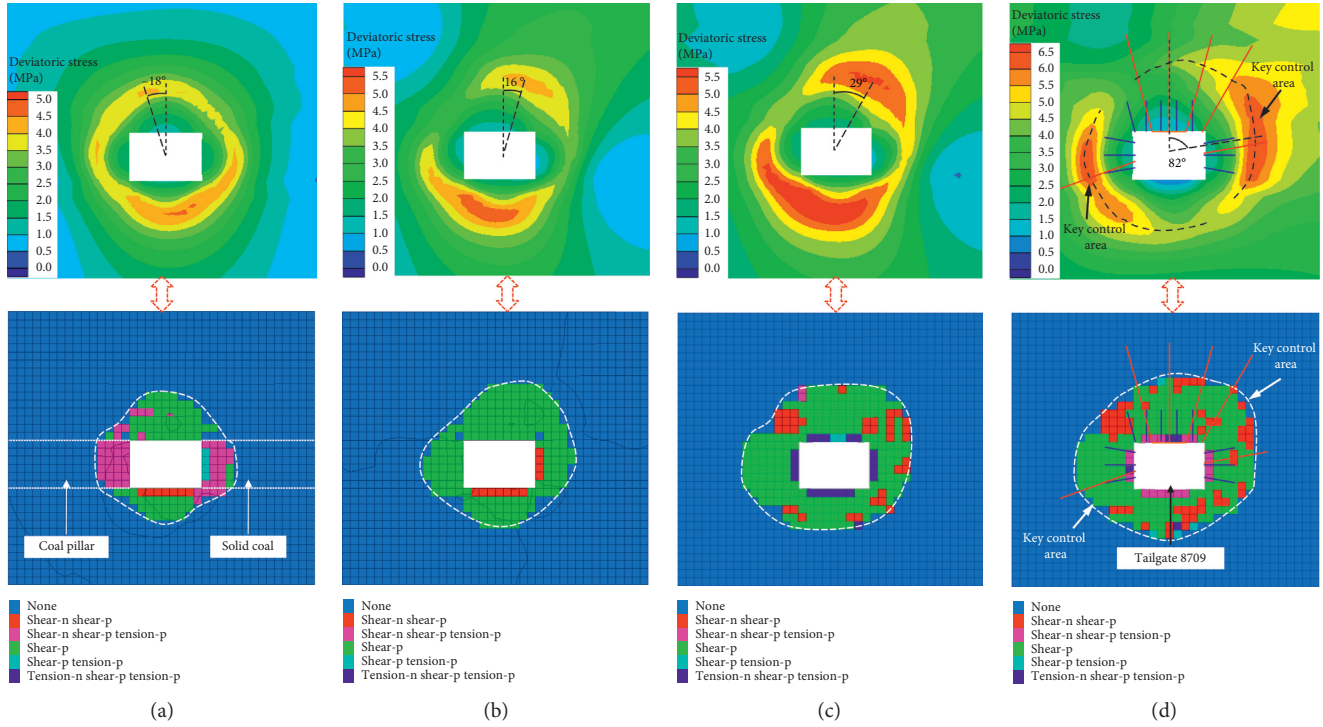 Deviatoric stress
(MPa)
5.0
4.5
4.0
3.5
3.0
2.5
2.0
1.5
1.0
0.5
0.0
−18°
Deviatoric stress
(MPa)
5.5
5.0
4.5
4.0
3.5
3.0
2.5
2.0
1.5
1.0
0.5
0.0
16°
Deviatoric stress
(MPa)
5.5
5.0
4.5
4.0
3.5
3.0
2.5
2.0
1.5
1.0
0.5
0.0
29°
Deviatoric stress
(MPa)
6.5
6.0
5.5
5.0
4.5
4.0
3.5
3.0
2.5
2.0
1.5
1.0
0.5
0.0
Key control
area
82°
Key control
area
Coal pillar
Solid coal
Key control
area
Key control
area
Tailgate 8709
None
Shear-n shear-p
Shear-n shear-p tension-p
Shear-p
Shear-p tension-p
Tension-n shear-p tension-p
None
Shear-n shear-p
Shear-n shear-p tension-p
Shear-p
Shear-p tension-p
Tension-n shear-p tension-p
None
Shear-n shear-p
Shear-n shear-p tension-p
Shear-p
Shear-p tension-p
Tension-n shear-p tension-p
None
Shear-n shear-p
Shear-n shear-p tension-p
Shear-p
Shear-p tension-p
Tension-n shear-p tension-p
(a)
(b)
(c)
(d)